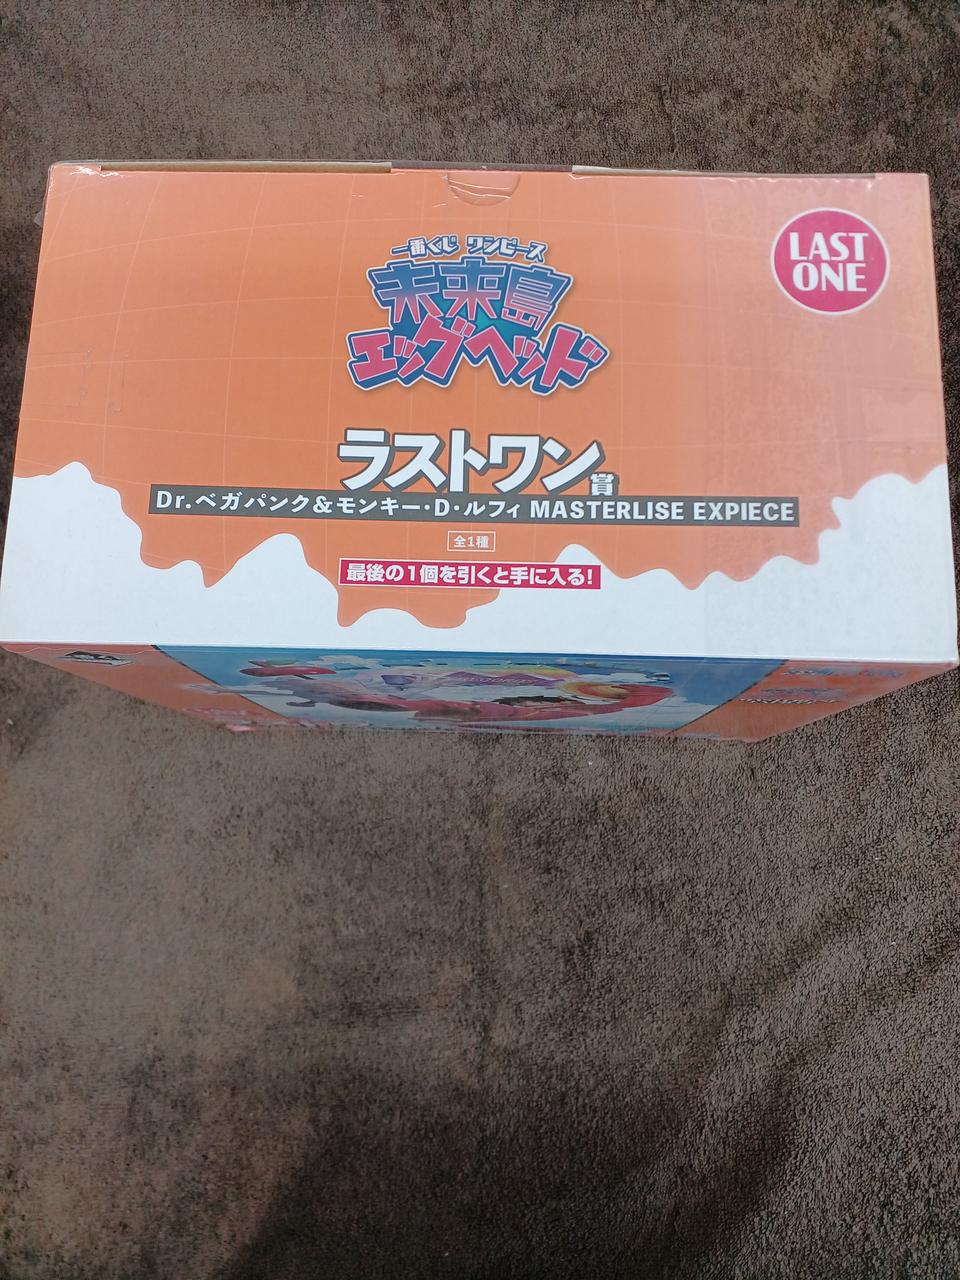 一番くじ ワンピース
未来島
エッグヘッド
LAST
ONE
ラストワン賞
Dr.ベガパンク&モンキー・D・ルフィ MASTERLISE EXPIECE
全1種
最後の1個を引くと手に入る!